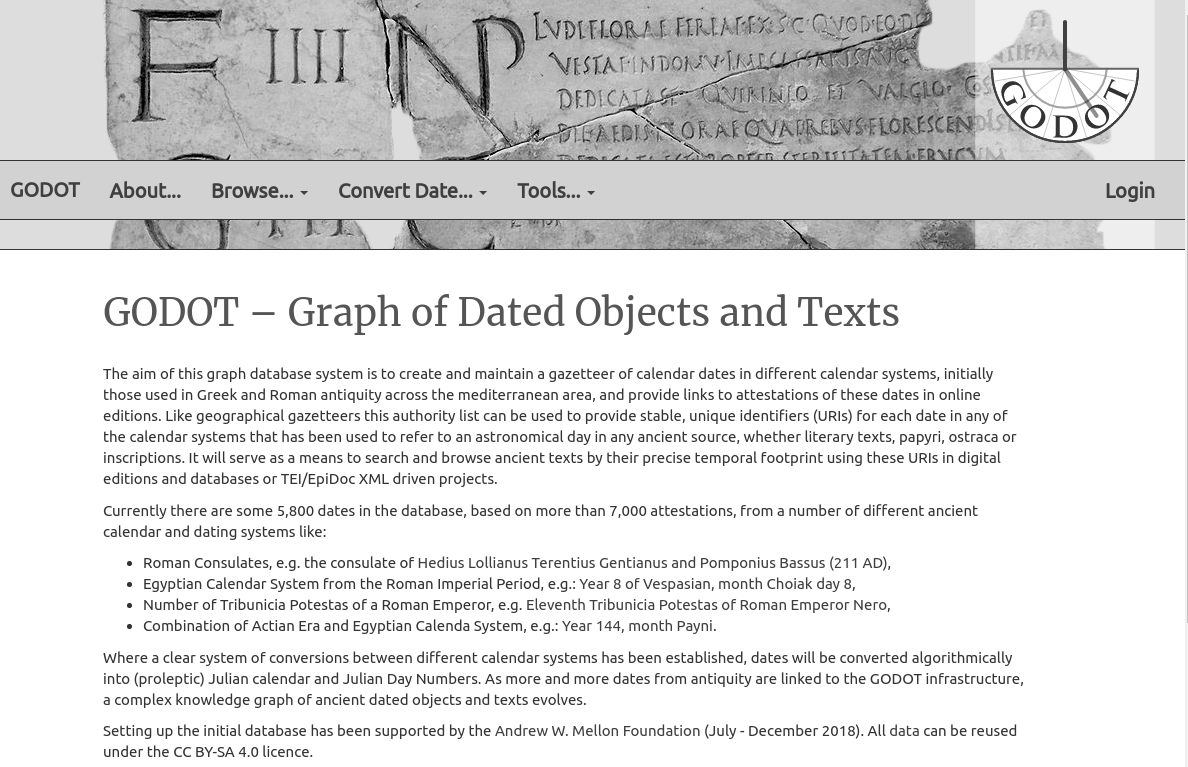 F IIII N
LVDI·FLORAE
GODOT
GODOT About... Browse... Convert Date... Tools... Login
GODOT – Graph of Dated Objects and Texts
The aim of this graph database system is to create and maintain a gazetteer of calendar dates in different calendar systems, initially
those used in Greek and Roman antiquity across the mediterranean area, and provide links to attestations of these dates in online
editions. Like geographical gazetteers this authority list can be used to provide stable, unique identifiers (URIs) for each date in any of
the calendar systems that has been used to refer to an astronomical day in any ancient source, whether literary texts, papyri, ostraca or
inscriptions. It will serve as a means to search and browse ancient texts by their precise temporal footprint using these URIs in digital
editions and databases or TEI/EpiDoc XML driven projects.
Currently there are some 5,800 dates in the database, based on more than 7,000 attestations, from a number of different ancient
calendar and dating systems like:
• Roman Consulates, e.g. the consulate of Hedius Lollianus Terentius Gentianus and Pomponius Bassus (211 AD),
• Egyptian Calendar System from the Roman Imperial Period, e.g.: Year 8 of Vespasian, month Choiak day 8,
• Number of Tribunicia Potestas of a Roman Emperor, e.g. Eleventh Tribunicia Potestas of Roman Emperor Nero,
• Combination of Actian Era and Egyptian Calenda System, e.g.: Year 144, month Payni.
Where a clear system of conversions between different calendar systems has been established, dates will be converted algorithmically
into (proleptic) Julian calendar and Julian Day Numbers. As more and more dates from antiquity are linked to the GODOT infrastructure,
a complex knowledge graph of ancient dated objects and texts evolves.
Setting up the initial database has been supported by the Andrew W. Mellon Foundation (July - December 2018). All data can be reused
under the CC BY-SA 4.0 licence.